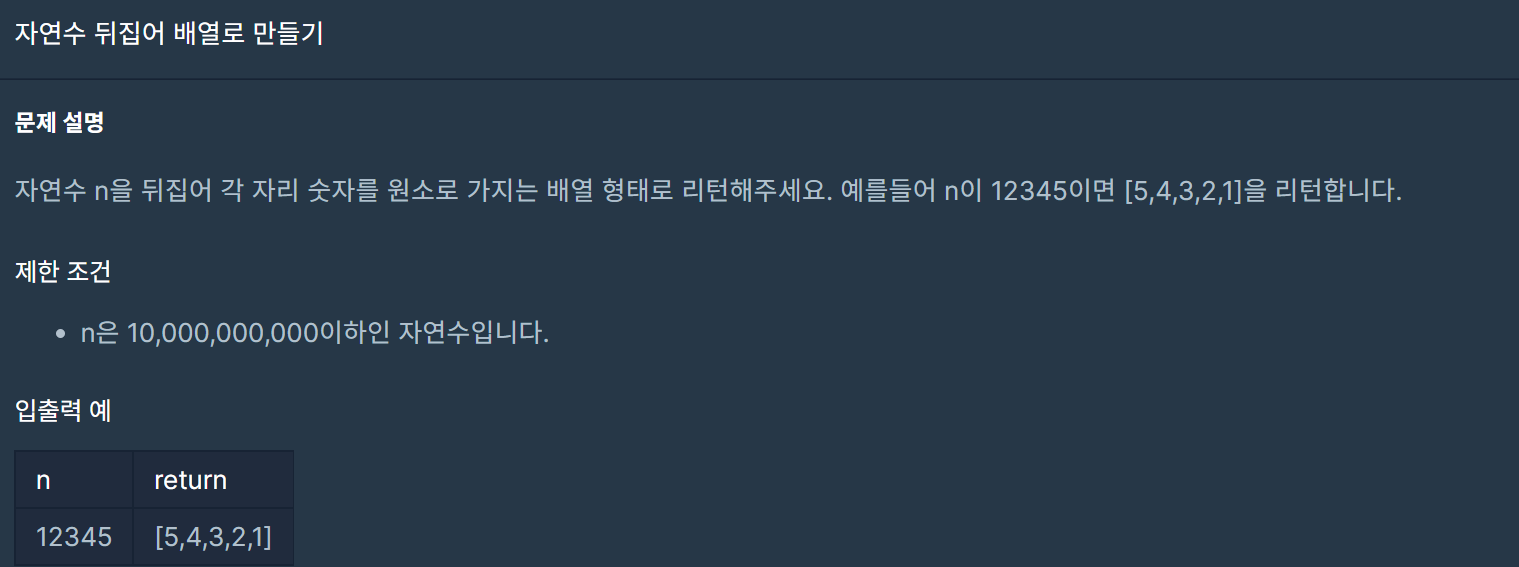 자연수 뒤집어 배열로 만들기
문제 설명
자연수 n을 뒤집어 각 자리 숫자를 원소로 가지는 배열 형태로 리턴해주세요. 예를들어 n이 12345이면 [5,4,3,2,1]을 리턴합니다.
제한 조건
• n은 10,000,000,000이하인 자연수입니다.
입출력 예
n return
12345 [5,4,3,2,1]